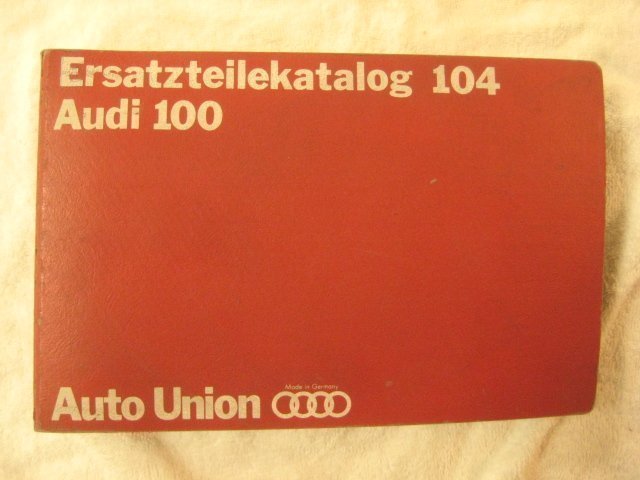 Ersatzteilekatalog 104
Audi 100
Made in Germany
Auto Union